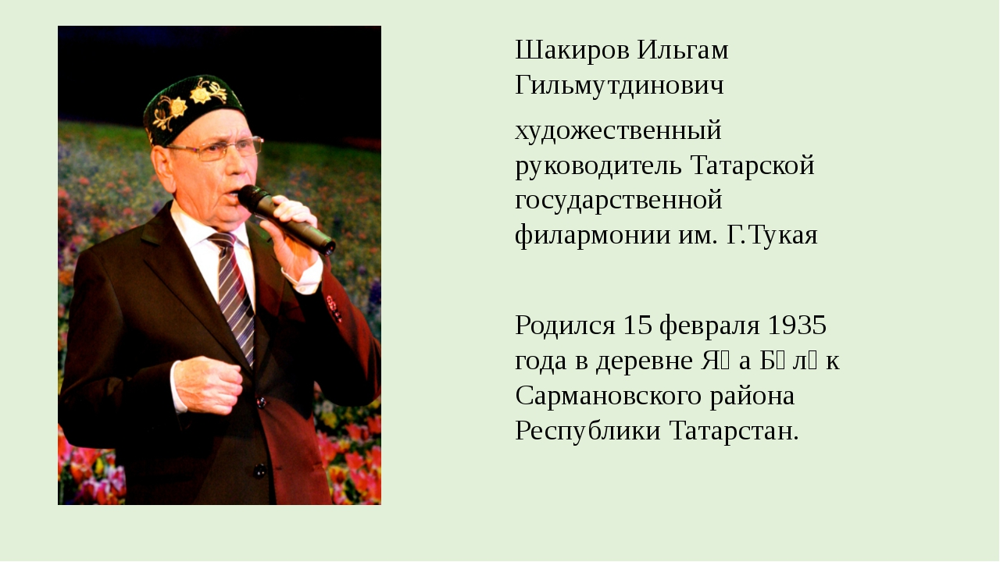 Шакиров Ильгам
Гильмутдинович
художественный
руководитель Татарской
государственной
филармонии им. Г.Тукая
Родился 15 февраля 1935
года в деревне
Сармановского района
Республики Татарстан.